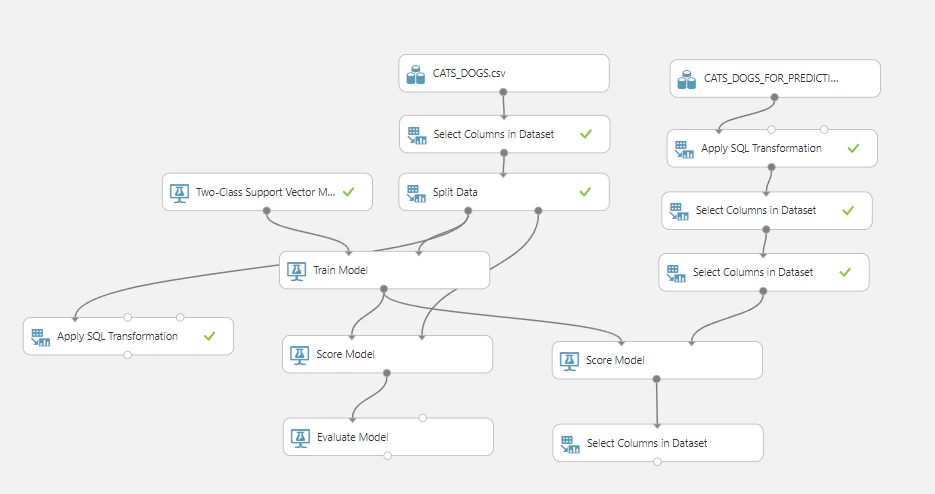 CATS_DOGS.csv
CATS_DOGS_FOR_PREDICTI...
Select Columns in Dataset
Apply SQL Transformation
Two-Class Support Vector M...
Split Data
Select Columns in Dataset
Train Model
Select Columns in Dataset
Apply SQL Transformation
Score Model
Score Model
Evaluate Model
Select Columns in Dataset